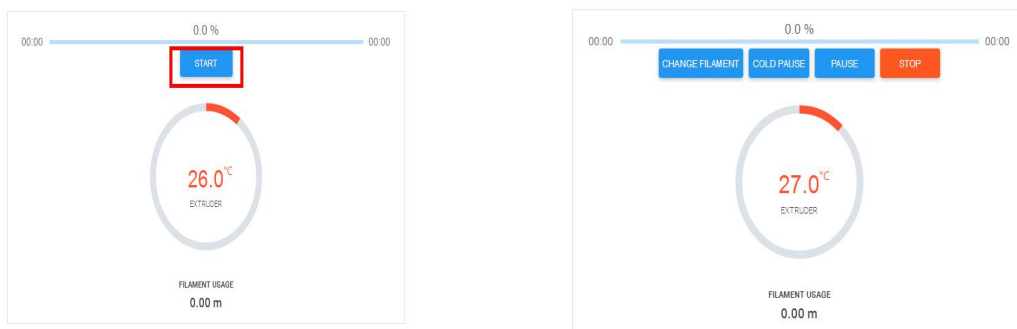 0.0 %
00:00 00:00
START
26.0°C
EXTRUDER
FILAMENT USAGE
0.00 m
0.0 %
00:00 00:00
CHANGE FILAMENT COLD PAUSE PAUSE STOP
27.0°C
EXTRUDER
FILAMENT USAGE
0.00 m